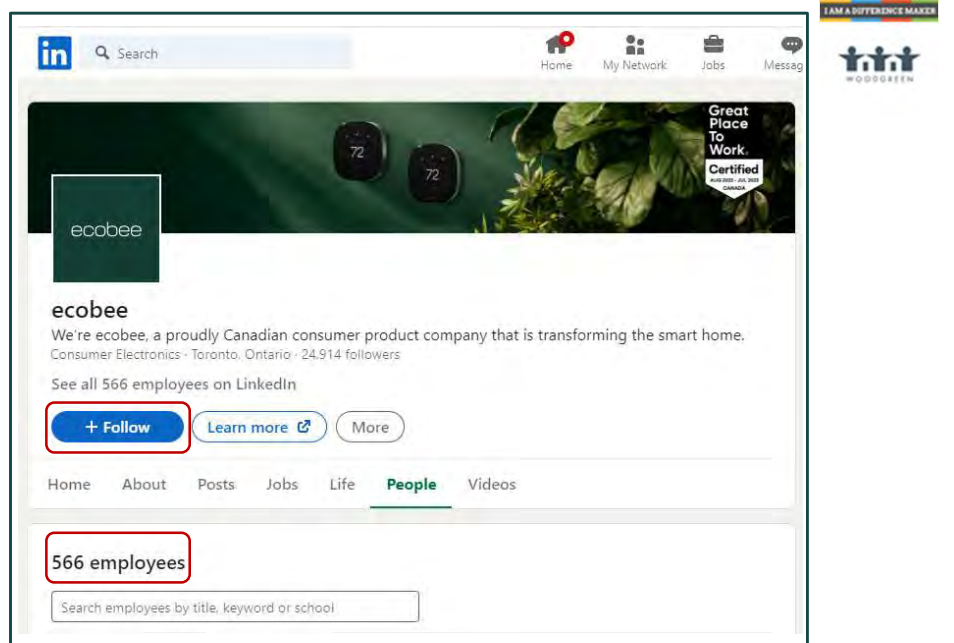 I AM A DIFFERENCE MAKER
WOODGREEN
in
Search
Home
My Network
Jobs
Messag
Great
Place
To
Work.
Certified
CANADA
72
72
ecobee
ecobee
We're ecobee, a proudly Canadian consumer product company that is transforming the smart home.
Consumer Electronics · Toronto, Ontario · 24,914 followers
See all 566 employees on LinkedIn
+ Follow
Learn more
More
Home About Posts Jobs Life People Videos
566 employees
Search employees by title, keyword or school